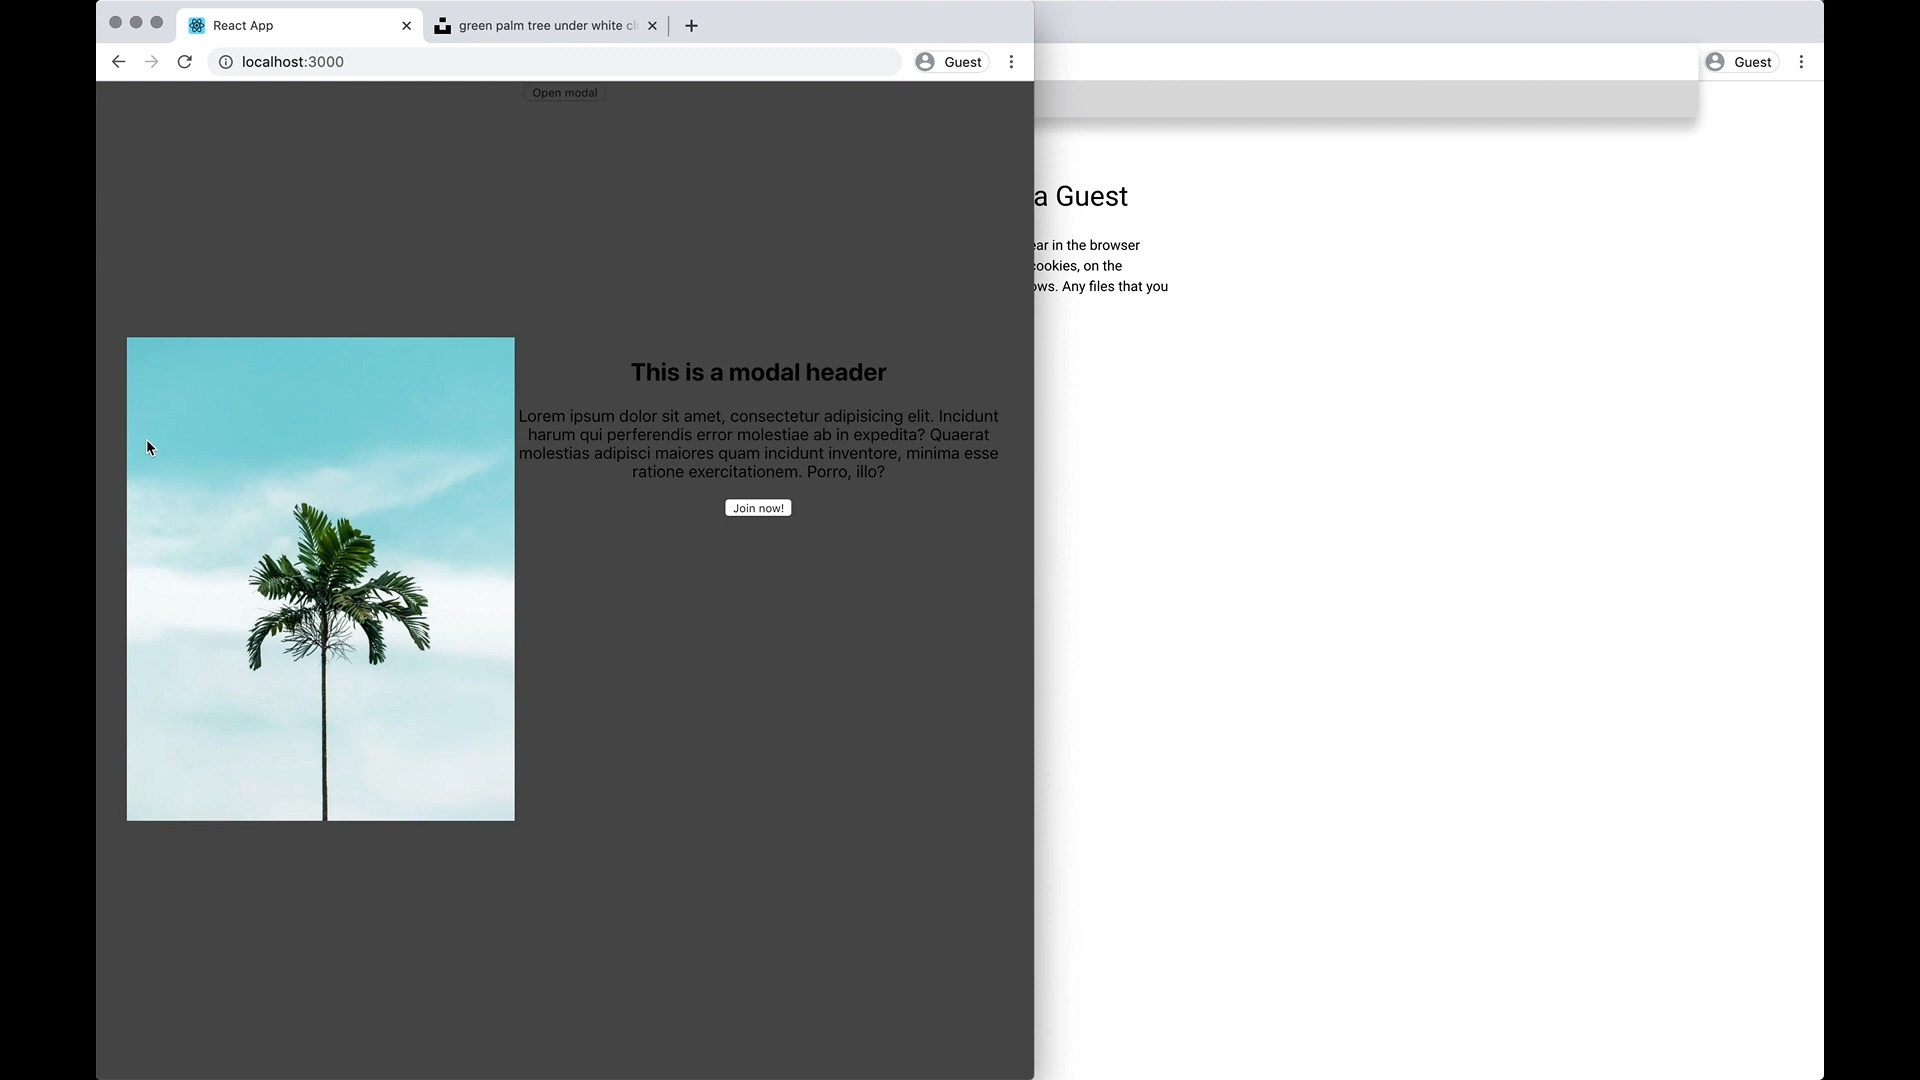 React App
green palm tree under white cl
localhost:3000
Guest
Guest
Open modal
a Guest
ear in the browser
cookies, on the
ows. Any files that you
This is a modal header
Lorem ipsum dolor sit amet, consectetur adipisicing elit. Incidunt
harum qui perferendis error molestiae ab in expedita? Quaerat
molestias adipisci maiores quam incidunt inventore, minima esse
ratione exercitationem. Porro, illo?
Join now!